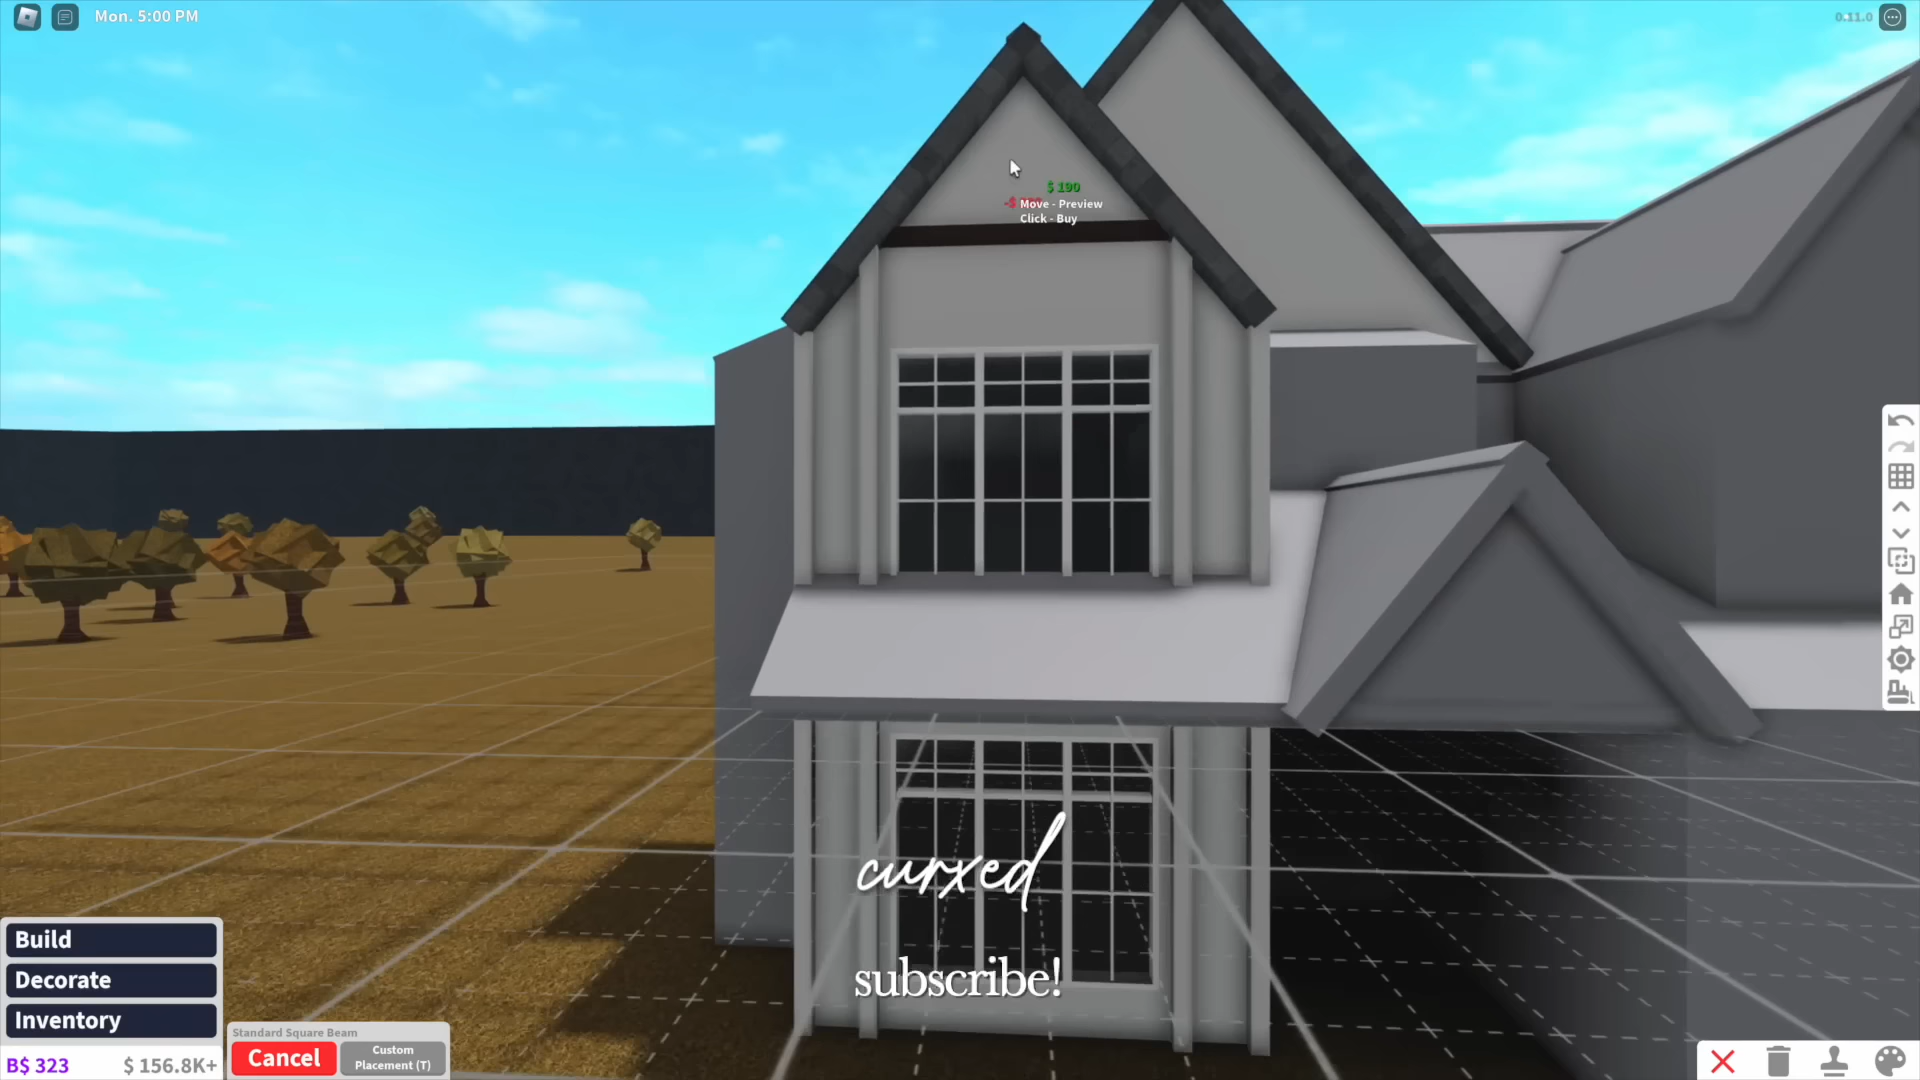 Mon. 5:00 PM
0.11.0
$ 190
Move - Preview
Click - Buy
curxed
subscribe!
Build
Decorate
Inventory
B$ 323
$ 156.8K+
Standard Square Beam
Cancel
Custom
Placement (T)